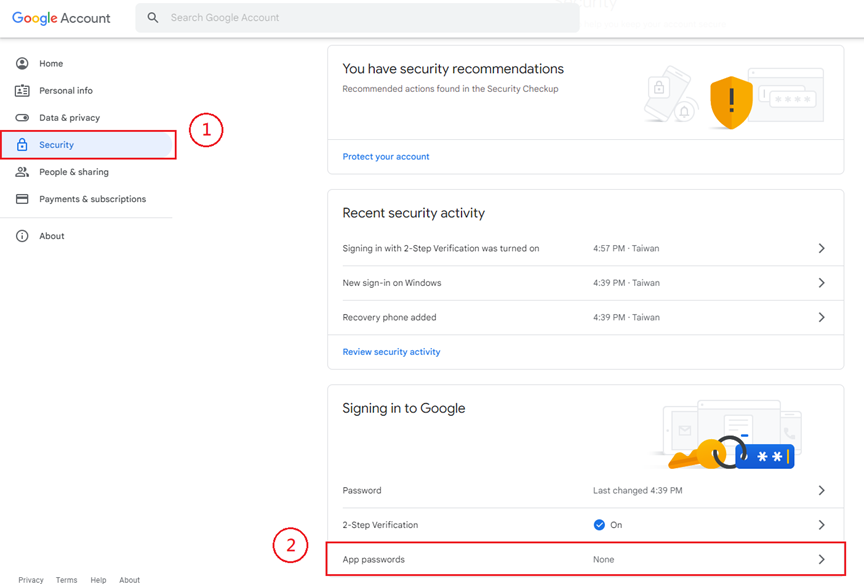 Google Account
Search Google Account
Security
Home
Personal info
Data & privacy
Security
1
People & sharing
Payments & subscriptions
About
You have security recommendations
Recommended actions found in the Security Checkup
Protect your account
Recent security activity
Signing in with 2-Step Verification was turned on 4:57 PM · Taiwan
New sign-in on Windows 4:39 PM · Taiwan
Recovery phone added 4:39 PM · Taiwan
Review security activity
Signing in to Google
Password Last changed 4:39 PM
2-Step Verification On
2
App passwords None
Privacy Terms Help About